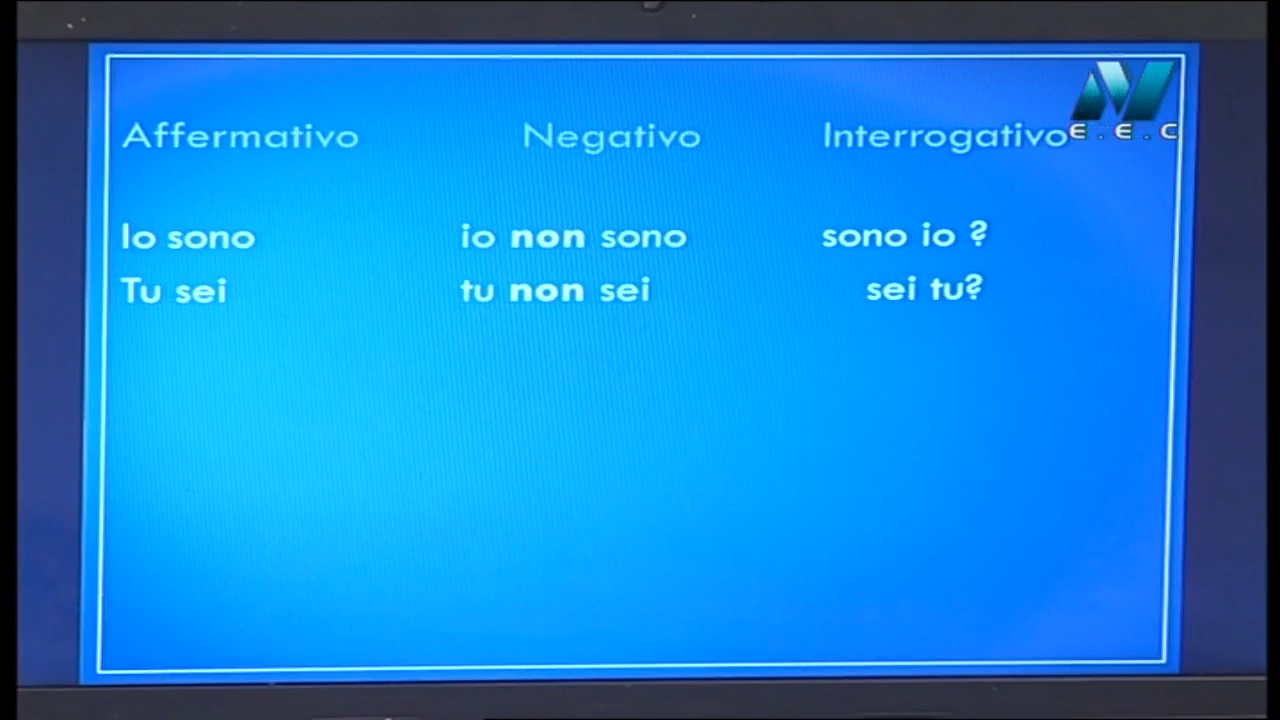 Affermativo Negativo Interrogativo
E.E.C
Io sono io non sono sono io ?
Tu sei tu non sei sei tu?